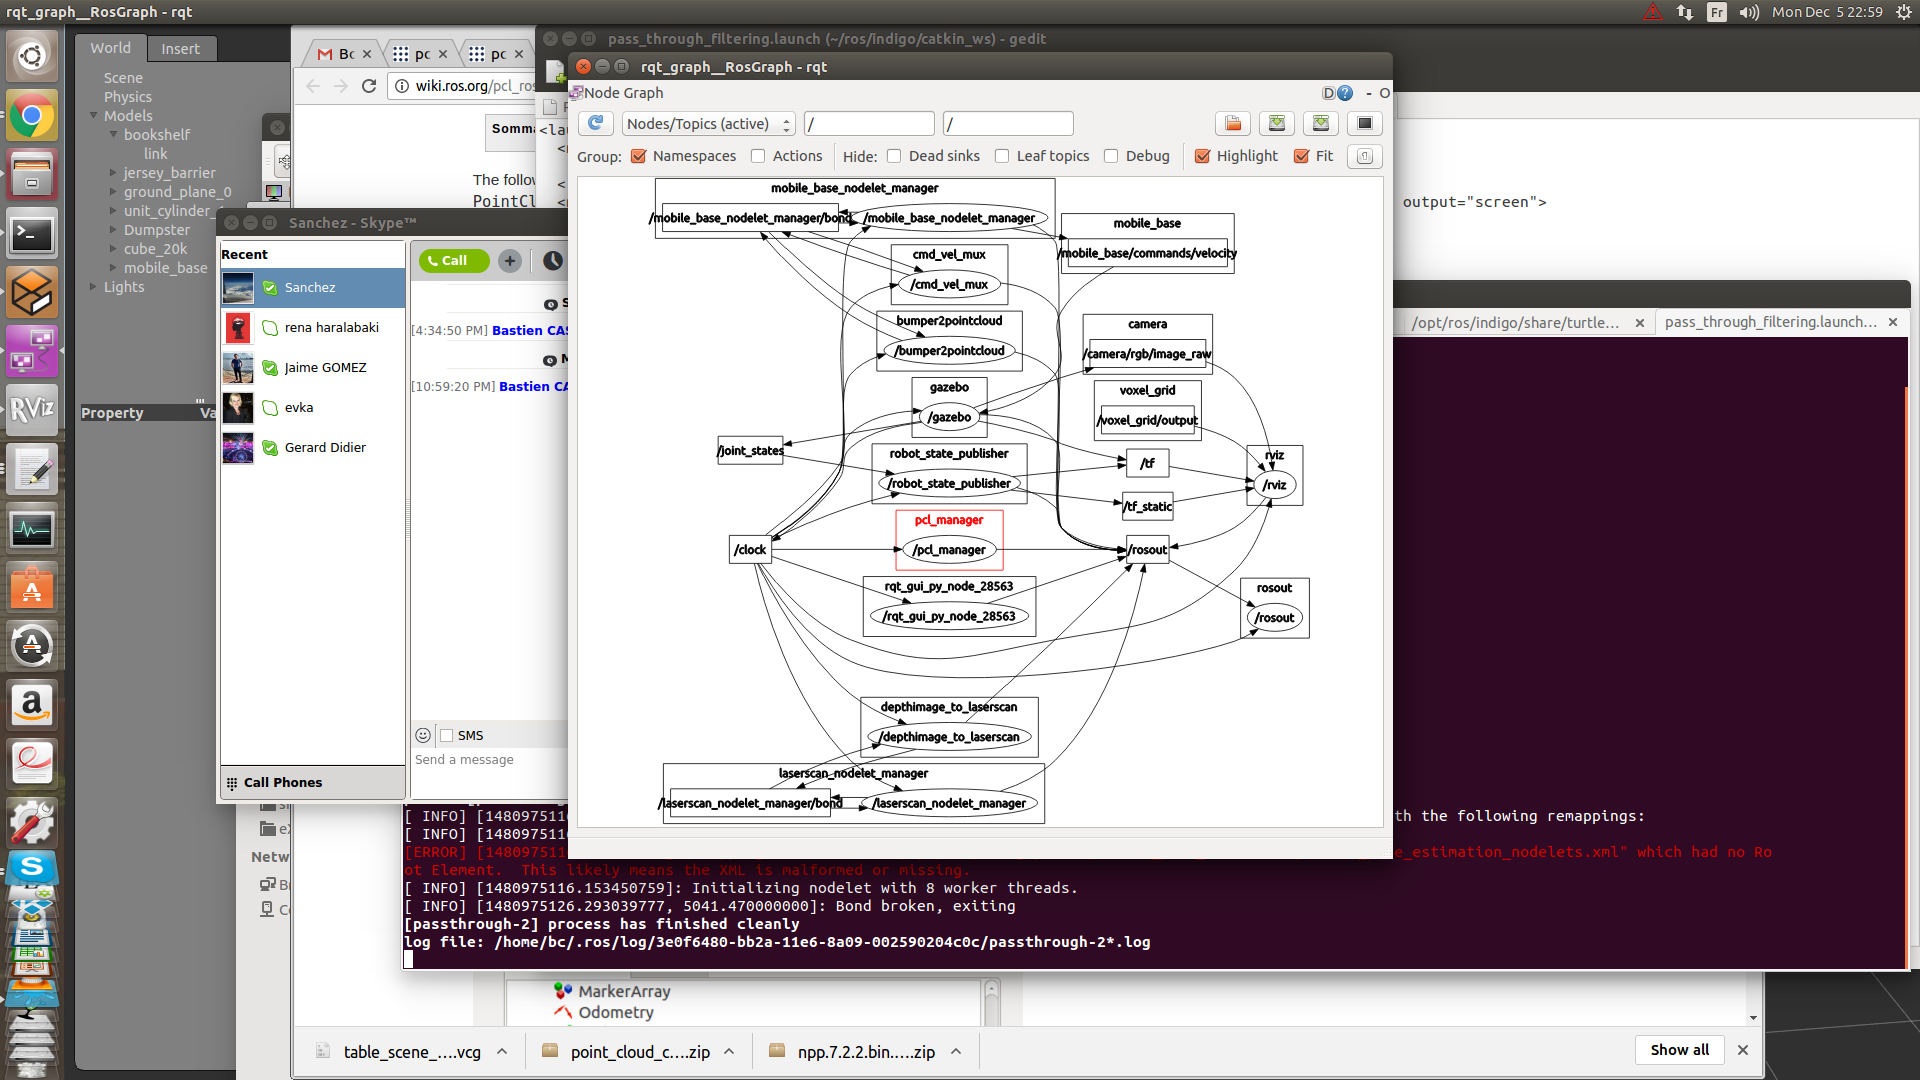 rqt_graph__RosGraph - rqt
Fr
Mon Dec 5 22:59
World
Insert
Scene
Physics
Models
bookshelf
link
jersey_barrier
ground_plane_0
unit_cylinder_
Dumpster
cube_20k
mobile_base
Lights
Property
Va
wiki.ros.org/pcl_ros
Somma
The follow
PointCl
pass_through_filtering.launch (~/ros/indigo/catkin_ws) - gedit
<lau
output="screen">
Sanchez - Skype™
Recent
Sanchez
rena haralabaki
Jaime GOMEZ
evka
Gerard Didier
Call Phones
Call
[4:34:50 PM] Bastien CAS
[10:59:20 PM] Bastien CA
SMS
Send a message
rqt_graph__RosGraph - rqt
Node Graph
D
- O
Nodes/Topics (active)
/
/
Group:
Namespaces
Actions
Hide:
Dead sinks
Leaf topics
Debug
Highlight
Fit
mobile_base_nodelet_manager
/mobile_base_nodelet_manager/bond
/mobile_base_nodelet_manager
mobile_base
/mobile_base/commands/velocity
cmd_vel_mux
/cmd_vel_mux
bumper2pointcloud
/bumper2pointcloud
camera
/camera/rgb/image_raw
gazebo
/gazebo
voxel_grid
/voxel_grid/output
/joint_states
robot_state_publisher
/robot_state_publisher
/tf
/tf_static
rviz
/rviz
pcl_manager
/pcl_manager
/clock
/rosout
rqt_gui_py_node_28563
/rqt_gui_py_node_28563
rosout
/rosout
depthimage_to_laserscan
/depthimage_to_laserscan
laserscan_nodelet_manager
/laserscan_nodelet_manager/bond
/laserscan_nodelet_manager
/opt/ros/indigo/share/turtle...
pass_through_filtering.launch...
[ INFO] [1480975116
th the following remappings:
[ INFO] [1480975116
[ERROR] [148097511
e_estimation_nodelets.xml" which had no Ro
ot Element.  This likely means the XML is malformed or missing.
[ INFO] [1480975116.153450759]: Initializing nodelet with 8 worker threads.
[ INFO] [1480975126.293039777, 5041.470000000]: Bond broken, exiting
[passthrough-2] process has finished cleanly
log file: /home/bc/.ros/log/3e0f6480-bb2a-11e6-8a09-002590204c0c/passthrough-2*.log
Netw
MarkerArray
Odometry
table_scene_....vcg
point_cloud_c....zip
npp.7.2.2.bin.....zip
Show all
RViz